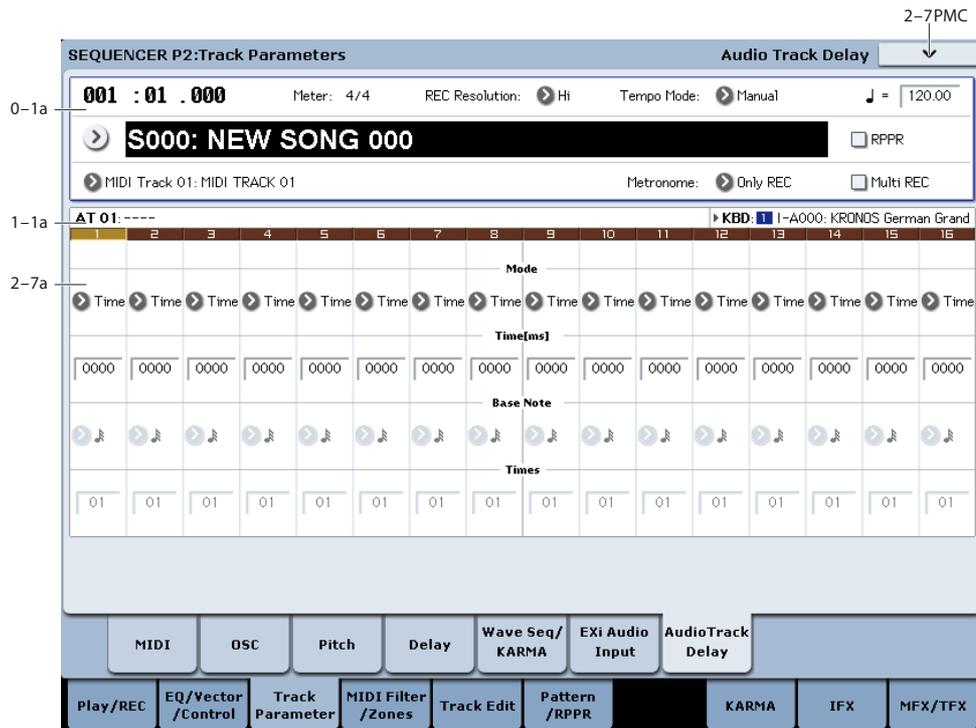 2–7PMC
SEQUENCER P2:Track Parameters Audio Track Delay
0–1a
001 :01 .000 Meter: 4/4 REC Resolution: Hi Tempo Mode: Manual ♩ = 120.00
S000: NEW SONG 000 RPPR
MIDI Track 01: MIDI TRACK 01 Metronome: Only REC Multi REC
1–1a
AT 01: ---- KBD: 1 I-A000: KRONOS German Grand
1 2 3 4 5 6 7 8 9 10 11 12 13 14 15 16
2–7a
Mode
Time Time Time Time Time Time Time Time Time Time Time Time Time Time Time Time
Time[ms]
0000 0000 0000 0000 0000 0000 0000 0000 0000 0000 0000 0000 0000 0000 0000 0000
Base Note
Times
01 01 01 01 01 01 01 01 01 01 01 01 01 01 01 01
MIDI OSC Pitch Delay Wave Seq/ KARMA EXi Audio Input AudioTrack Delay
Play/REC EQ/Vector /Control Track Parameter MIDI Filter /Zones Track Edit Pattern /RPPR KARMA IFX MFX/TFX